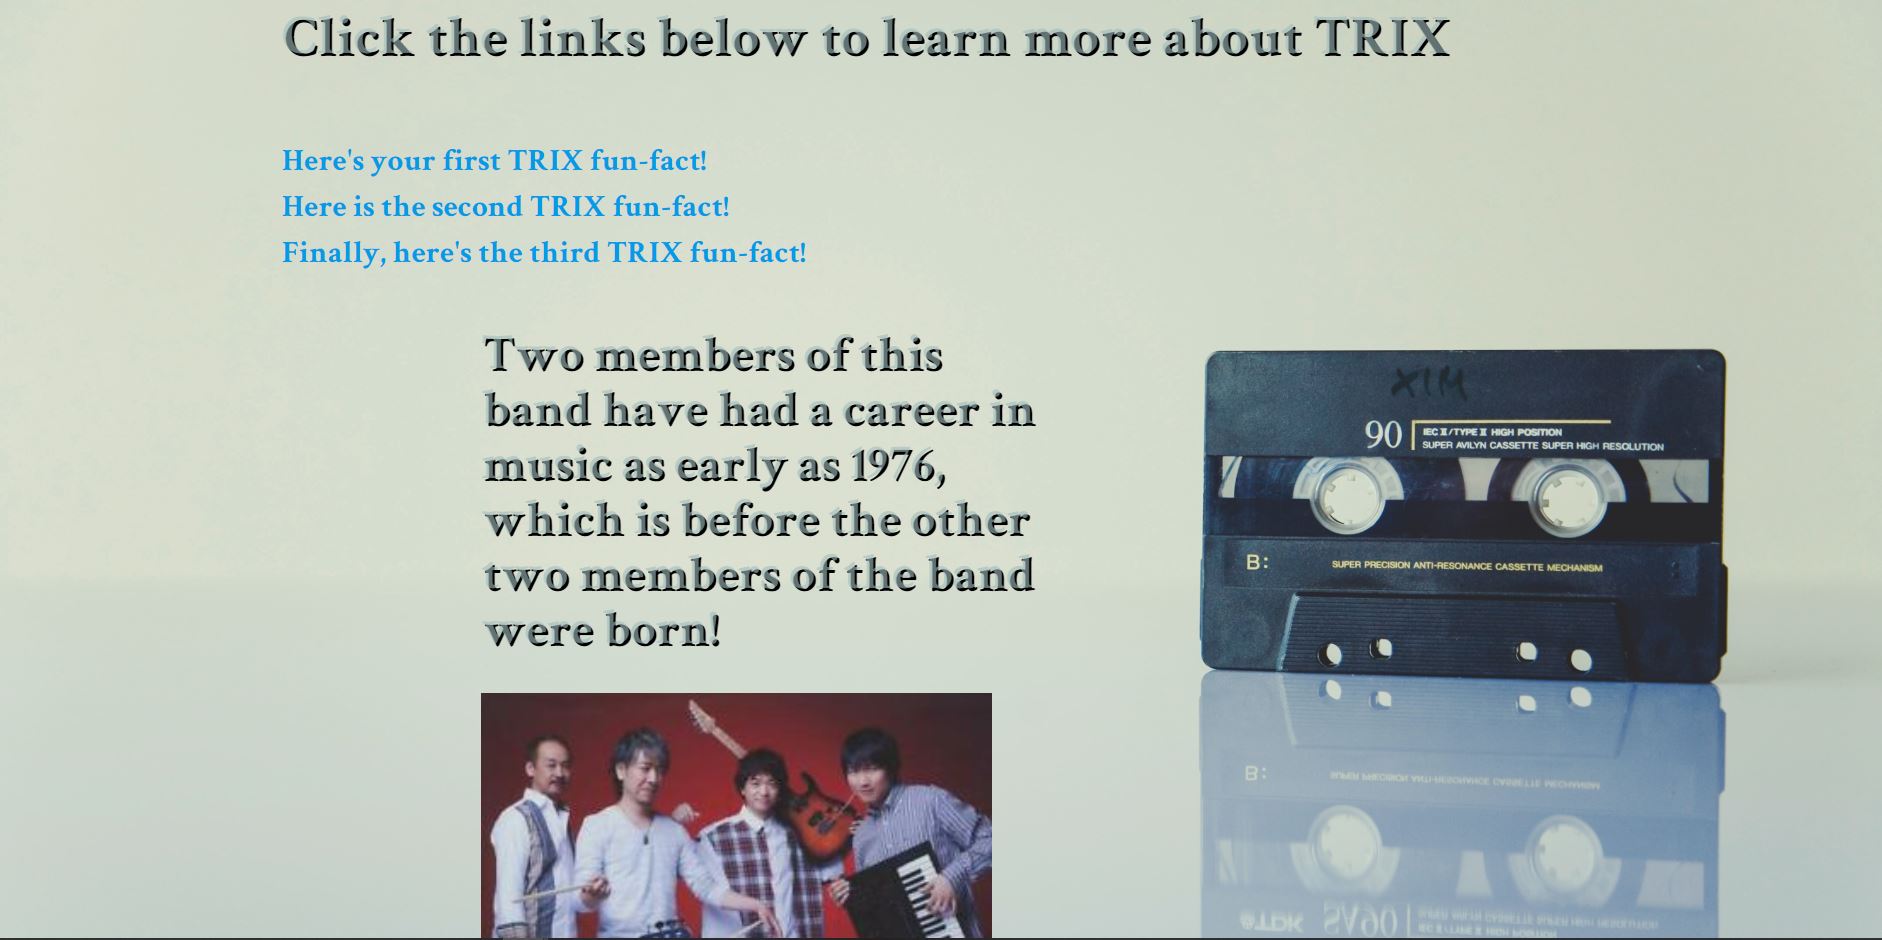 Click the links below to learn more about TRIX
Here's your first TRIX fun-fact!
Here is the second TRIX fun-fact!
Finally, here's the third TRIX fun-fact!
Two members of this
band have had a career in
music as early as 1976,
which is before the other
two members of the band
were born!
XIM
90
IEC II/TYPE II HIGH POSITION
SUPER AVILYN CASSETTE SUPER HIGH RESOLUTION
B:
SUPER PRECISION ANTI-RESONANCE CASSETTE MECHANISM